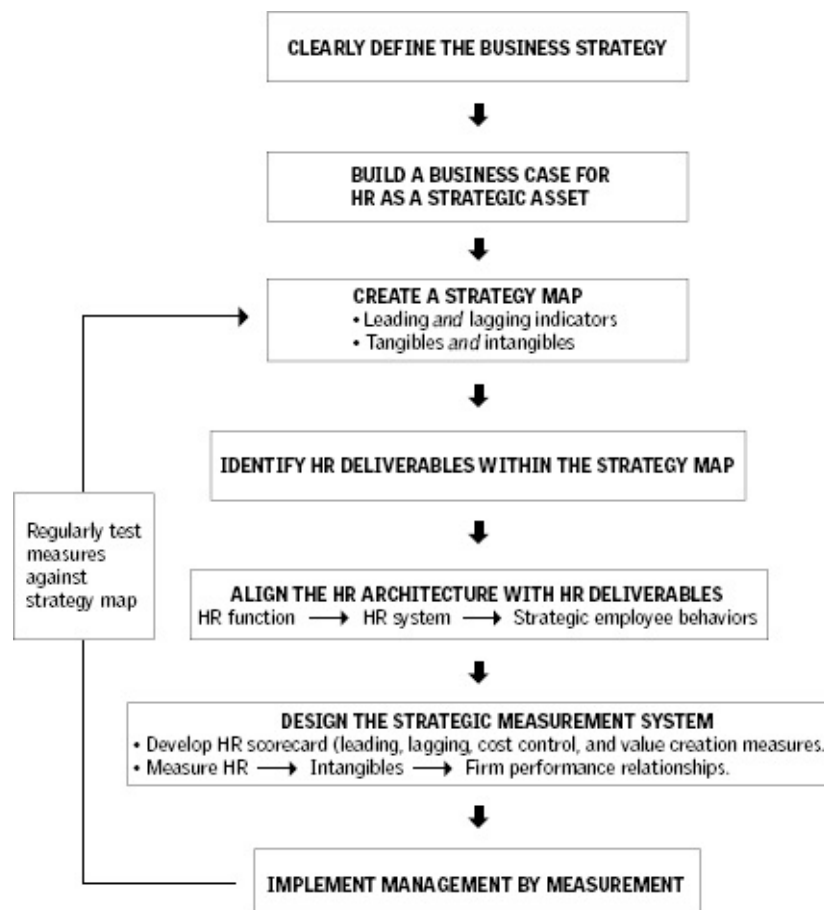 CLEARLY DEFINE THE BUSINESS STRATEGY
BUILD A BUSINESS CASE FOR
HR AS A STRATEGIC ASSET
CREATE A STRATEGY MAP
• Leading and lagging indicators
• Tangibles and intangibles
IDENTIFY HR DELIVERABLES WITHIN THE STRATEGY MAP
Regularly test
measures
against
strategy map
ALIGN THE HR ARCHITECTURE WITH HR DELIVERABLES
HR function → HR system → Strategic employee behaviors
DESIGN THE STRATEGIC MEASUREMENT SYSTEM
• Develop HR scorecard (leading, lagging, cost control, and value creation measures.
• Measure HR → Intangibles → Firm performance relationships.
IMPLEMENT MANAGEMENT BY MEASUREMENT